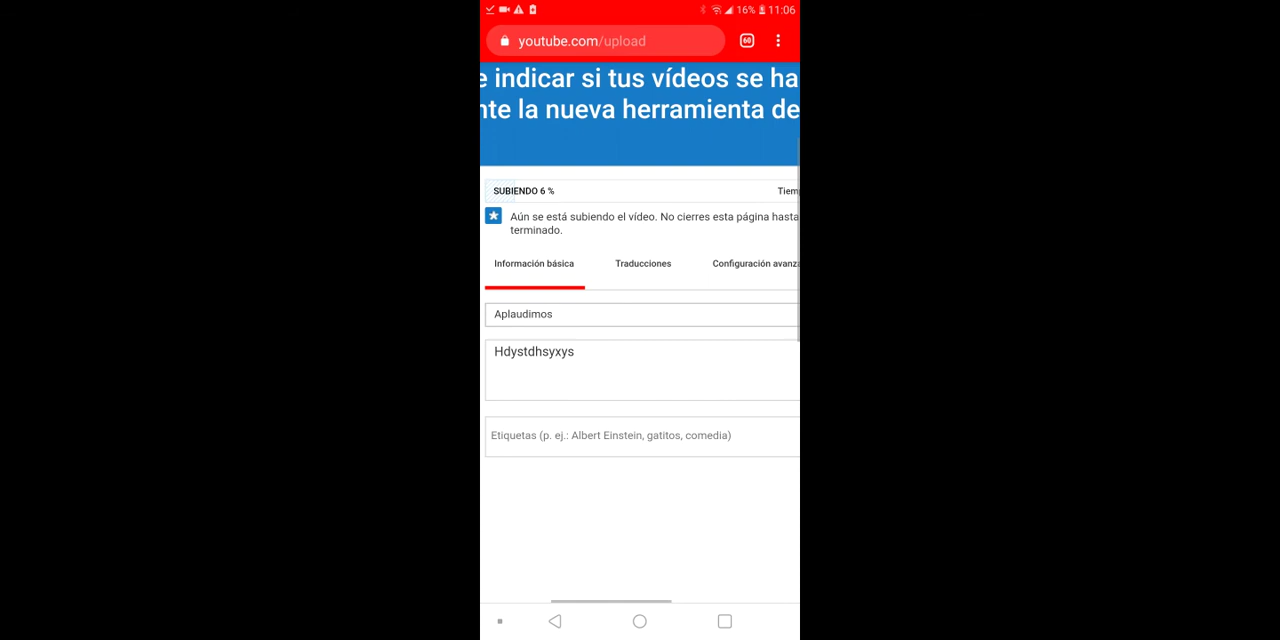 16% 11:06
youtube.com/upload 60
e indicar si tus vídeos se ha
nte la nueva herramienta de
SUBIENDO 6 % Tiem
Aún se está subiendo el vídeo. No cierres esta página hasta
terminado.
Información básica Traducciones Configuración avanza
Aplaudimos
Hdystdhsyxys
Etiquetas (p. ej.: Albert Einstein, gatitos, comedia)